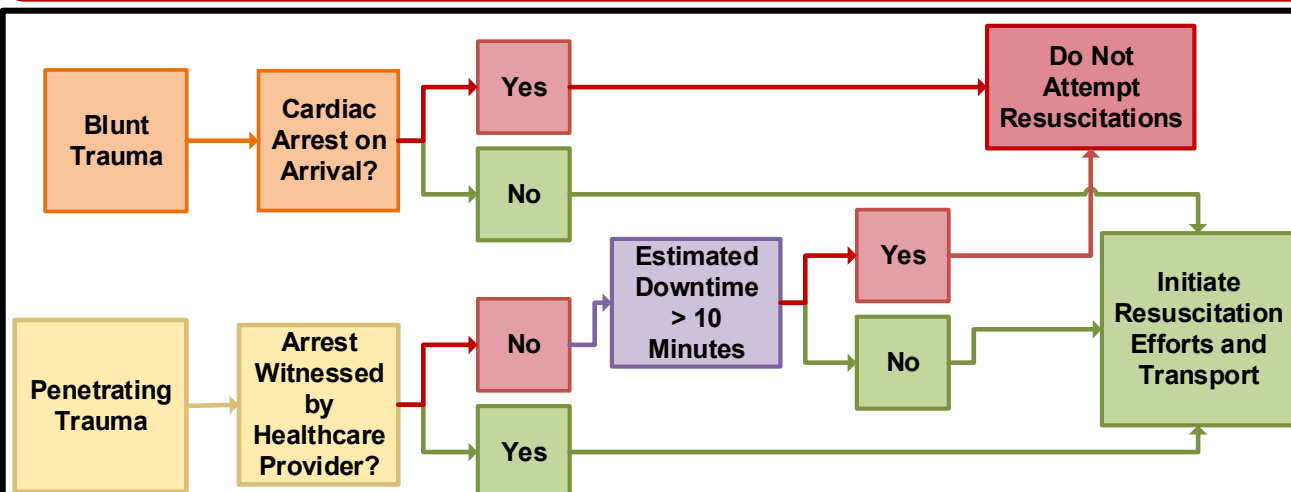 Blunt
Trauma
Cardiac
Arrest on
Arrival?
Yes
Do Not
Attempt
Resuscitations
No
Penetrating
Trauma
Arrest
Witnessed
by
Healthcare
Provider?
No
Estimated
Downtime
> 10
Minutes
Yes
No
Yes
Initiate
Resuscitation
Efforts and
Transport